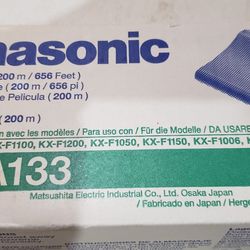 nasonic
200 m / 656 Feet)
e (200 m / 656 pi)
e Película (200 m)
(200 m)
on avec les modèles / Para uso con / Für die Modelle / DA USARE
X-F1100, KX-F1200, KX-F1050, KX-F1150, KX-F1006, K
A133
Matsushita Electric Industrial Co., Ltd. Osaka Japan
/ Fabricado en Japan / Herge